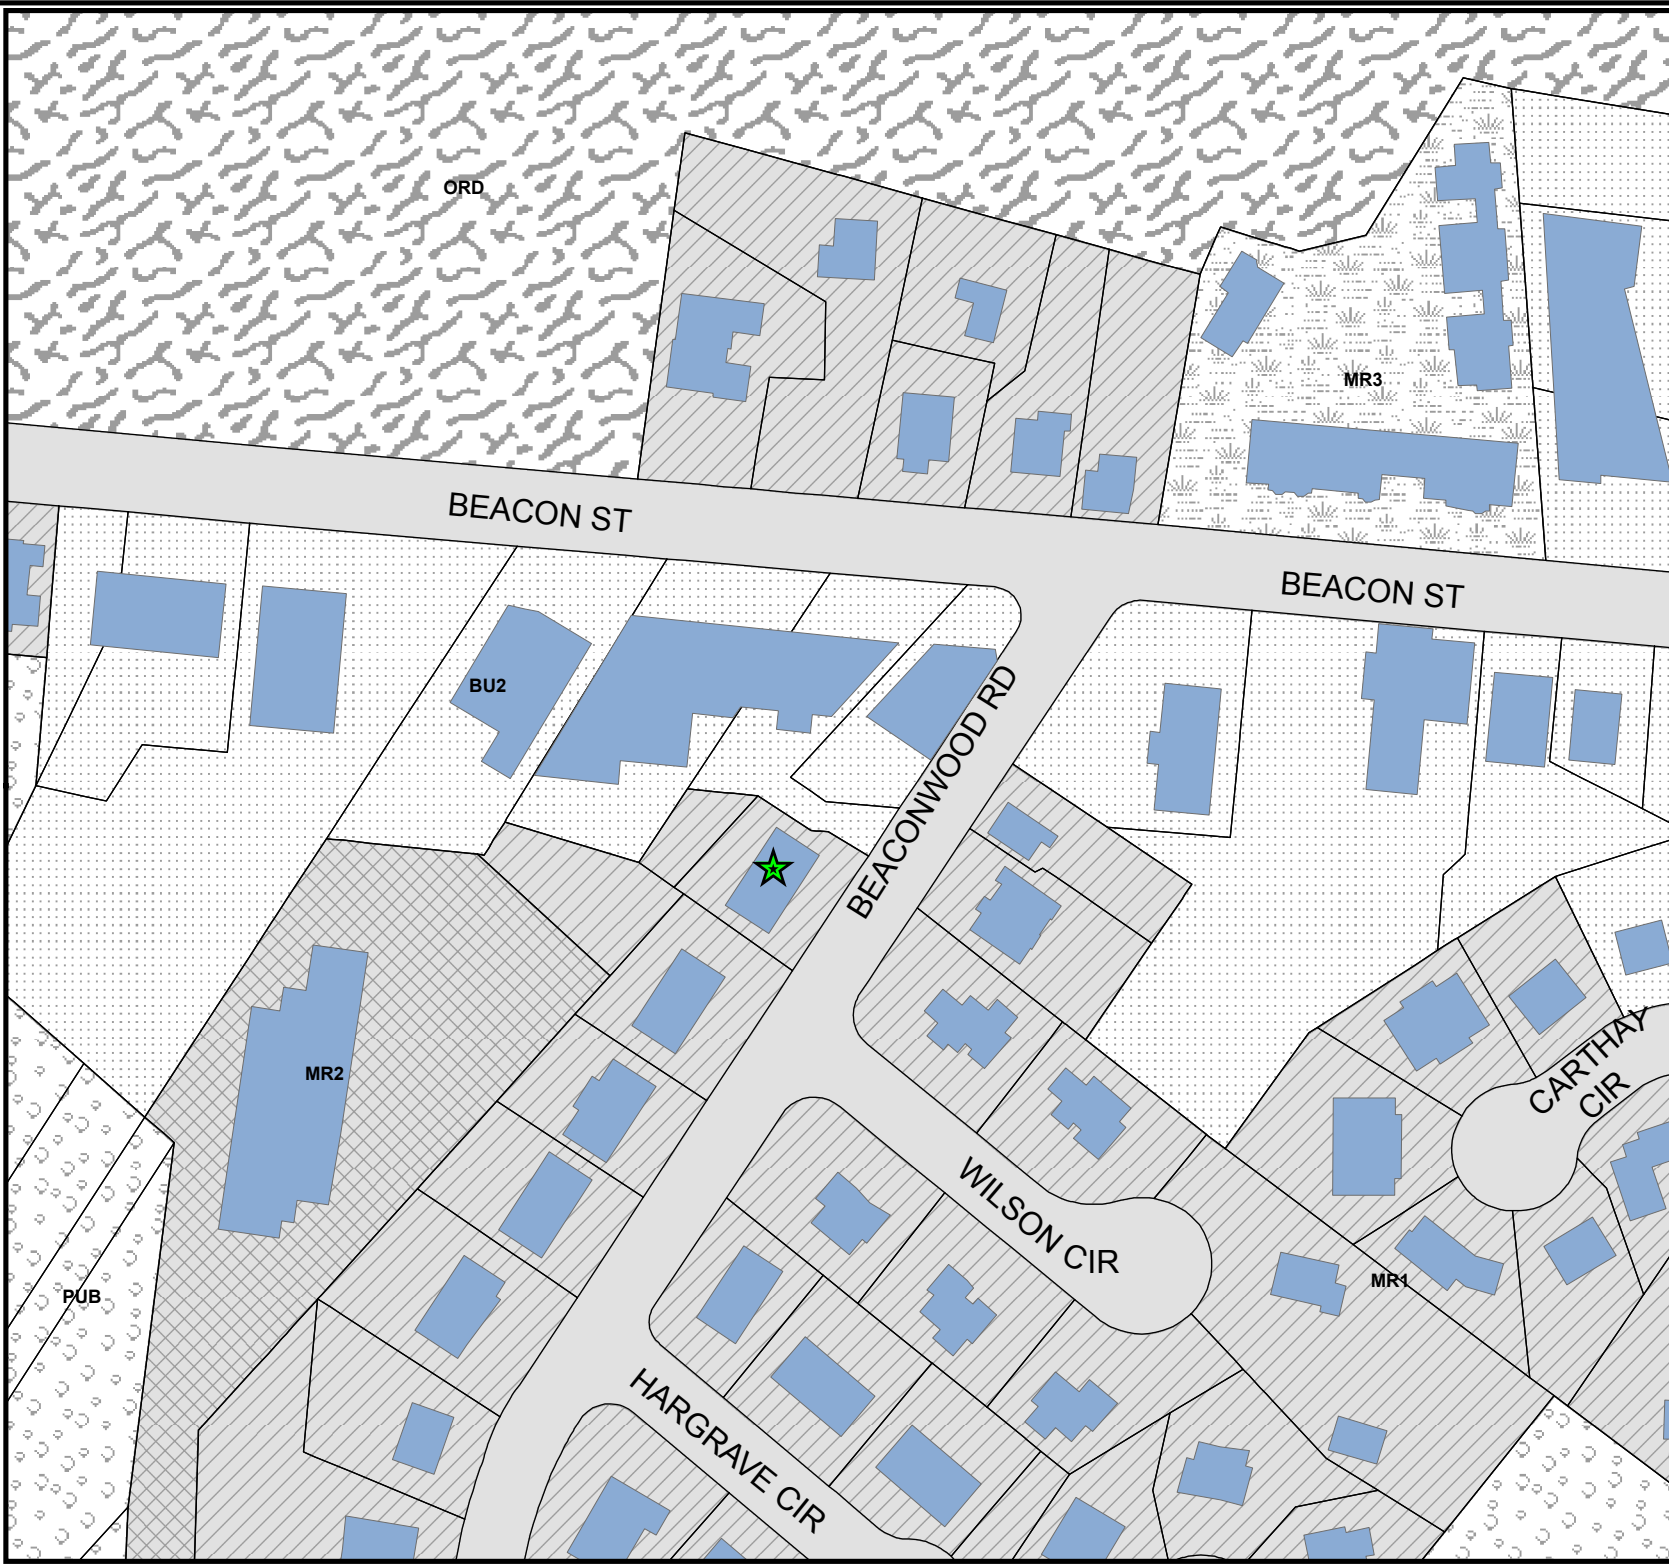 ORD
MR3
BEACON ST
BEACON ST
BU2
BEACONWOOD RD
CARTHAY
CIR
MR2
WILSON CIR
MR1
PUB
HARGRAVE CIR